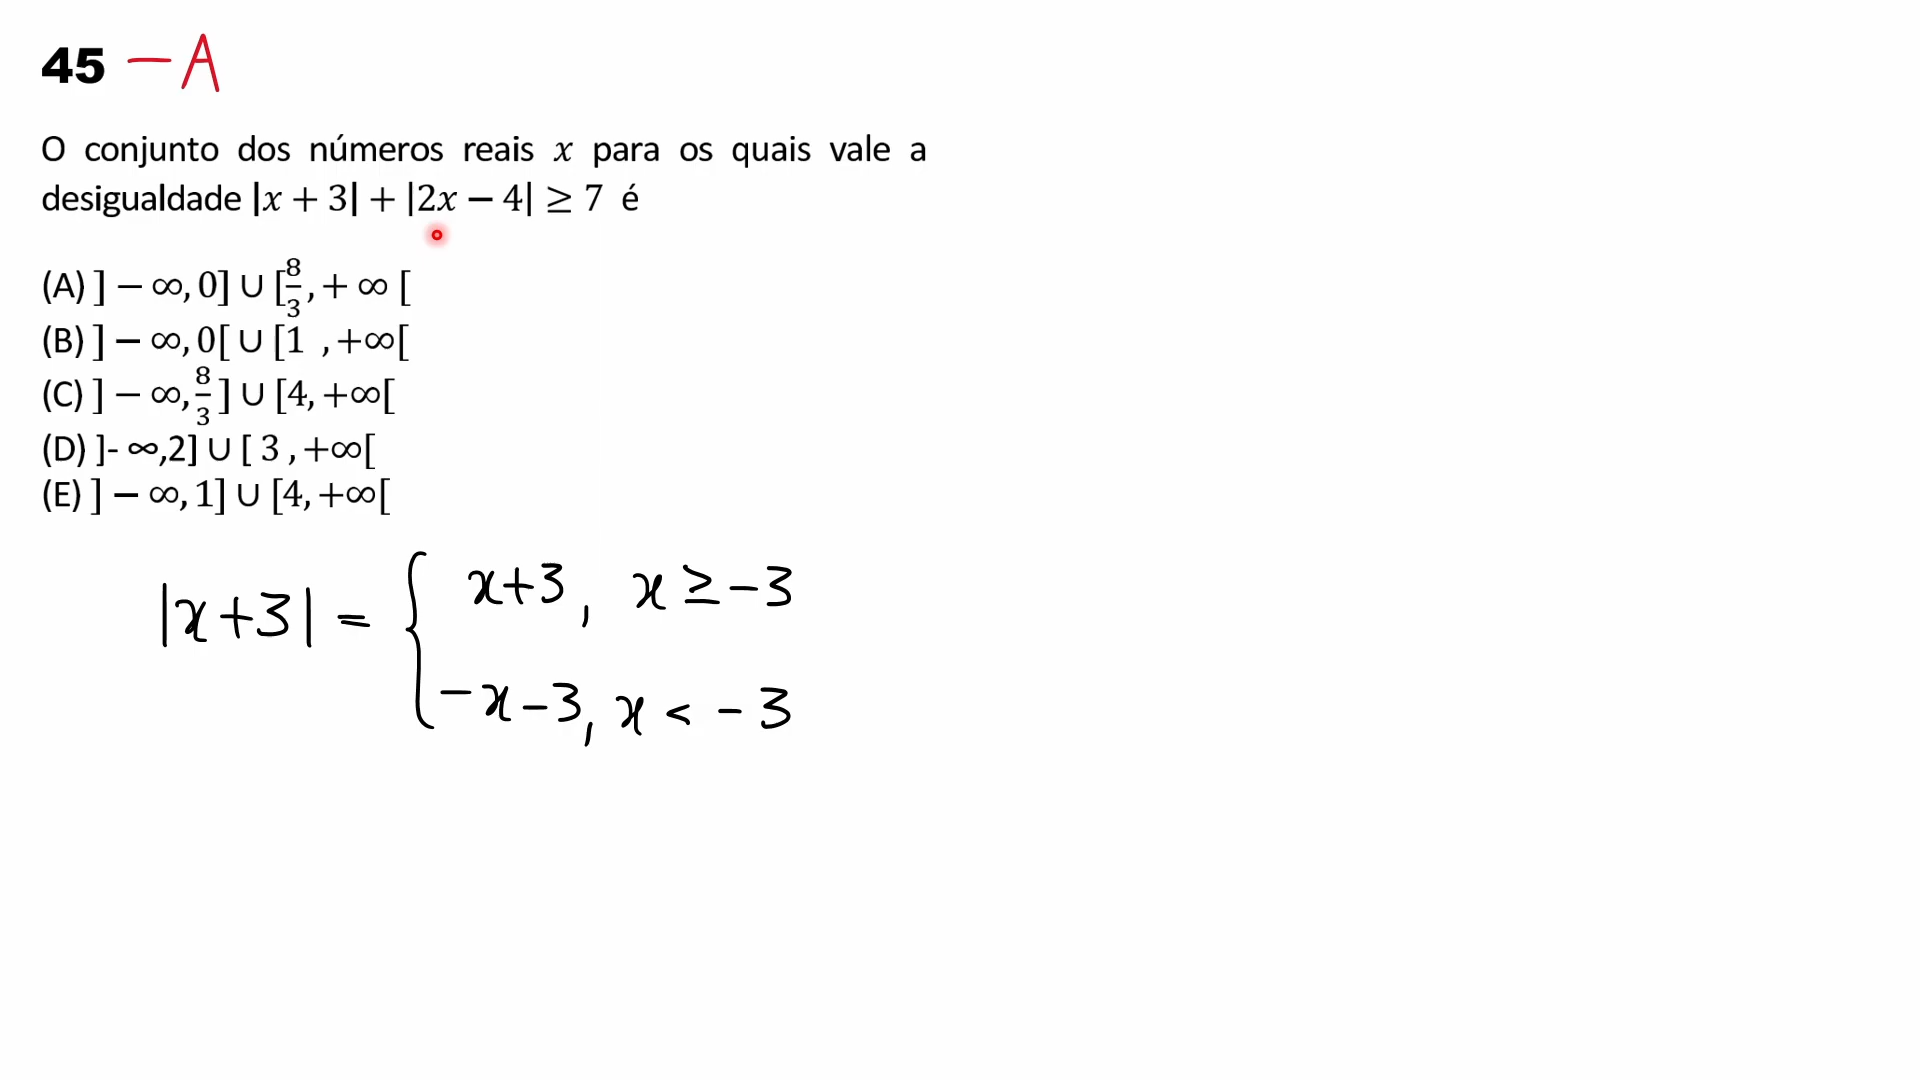 45 – A
O conjunto dos números reais x para os quais vale a
desigualdade |x + 3| + |2x − 4| ≥ 7 é
(A) ] − ∞, 0] ∪ [8/3, + ∞ [
(B) ] − ∞, 0[ ∪ [1 , +∞[
(C) ] − ∞, 8/3 ] ∪ [4, +∞[
(D) ]- ∞,2] ∪ [ 3 , +∞[
(E) ] − ∞, 1] ∪ [4, +∞[
|x+3| = { x+3, x ≥ −3
−x−3, x < −3